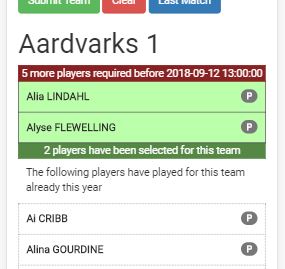 Submit Team Clear Last Match
Aardvarks 1
5 more players required before 2018-09-12 13:00:00
Alia LINDAHL P
Alyse FLEWELLING P
2 players have been selected for this team
The following players have played for this team
already this year
Ai CRIBB P
Alina GOURDINE P